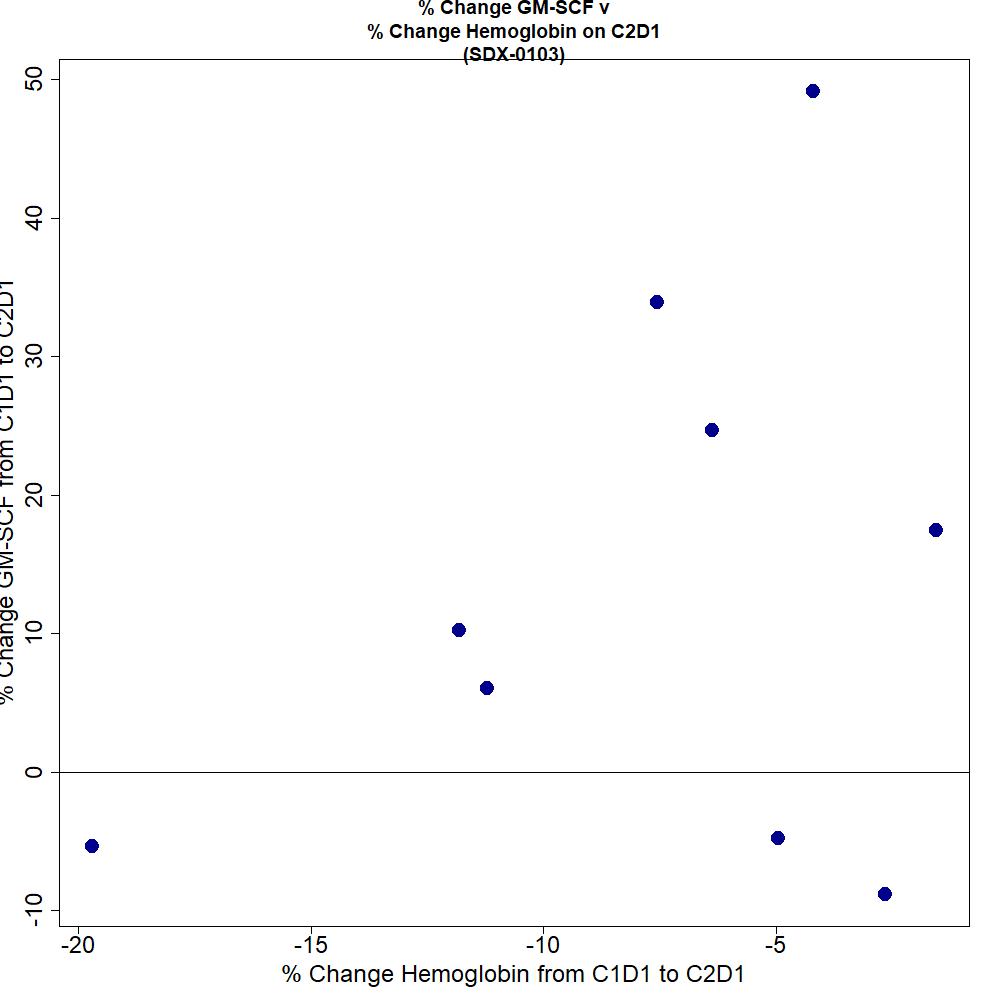 % Change GM-SCF v
% Change Hemoglobin on C2D1
(SDX-0103)
% Change GM-SCF from C1D1 to C2D1
50
40
30
20
10
0
-10
-20
-15
-10
-5
% Change Hemoglobin from C1D1 to C2D1